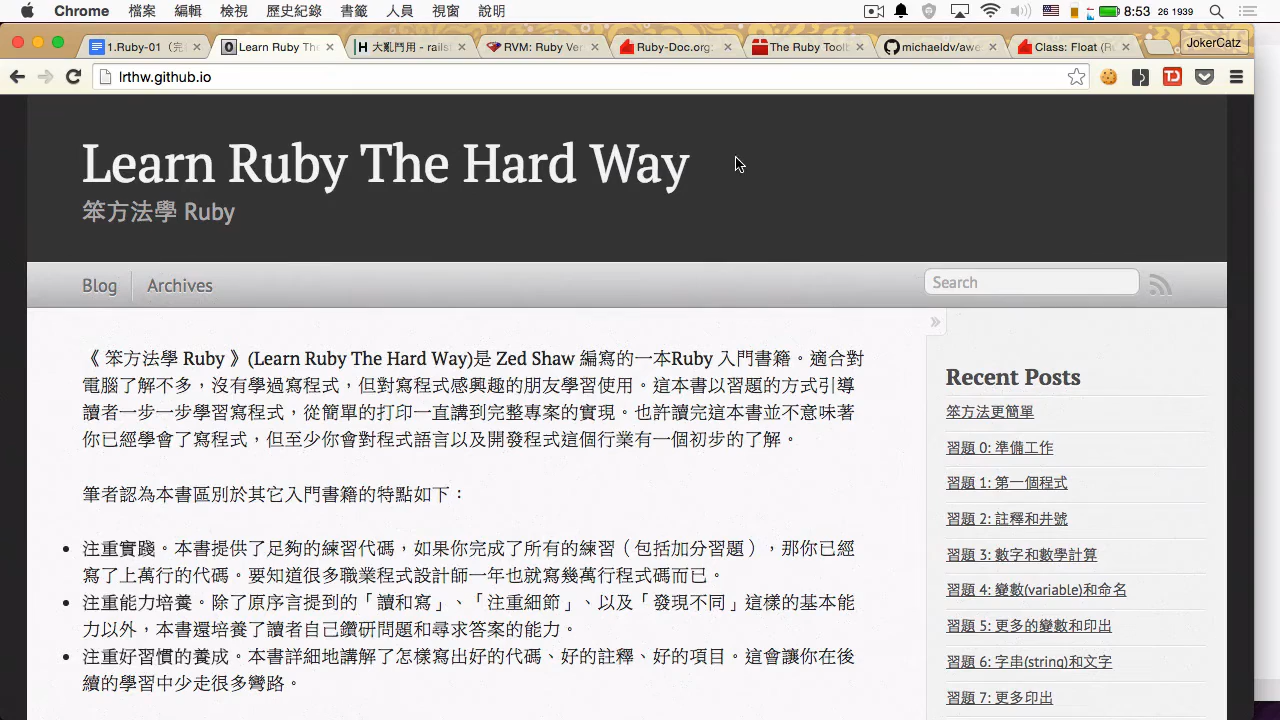 Chrome 檔案 編輯 檢視 歷史紀錄 書籤 人員 視窗 說明 8:53 26 1939
1.Ruby-01（完 Learn Ruby The 大亂鬥用 - rails RVM: Ruby Ver Ruby-Doc.org The Ruby Toolb michaeldv/awe Class: Float (R JokerCatz
lrthw.github.io
Learn Ruby The Hard Way
笨方法學 Ruby
Blog Archives Search
《 笨方法學 Ruby 》(Learn Ruby The Hard Way)是 Zed Shaw 編寫的一本Ruby 入門書籍。適合對
電腦了解不多，沒有學過寫程式，但對寫程式感興趣的朋友學習使用。這本書以習題的方式引導
讀者一步一步學習寫程式，從簡單的打印一直講到完整專案的實現。也許讀完這本書並不意味著
你已經學會了寫程式，但至少你會對程式語言以及開發程式這個行業有一個初步的了解。
筆者認為本書區別於其它入門書籍的特點如下：
注重實踐。本書提供了足夠的練習代碼，如果你完成了所有的練習（包括加分習題），那你已經
寫了上萬行的代碼。要知道很多職業程式設計師一年也就寫幾萬行程式碼而已。
注重能力培養。除了原序言提到的「讀和寫」、「注重細節」、以及「發現不同」這樣的基本能
力以外，本書還培養了讀者自己鑽研問題和尋求答案的能力。
注重好習慣的養成。本書詳細地講解了怎樣寫出好的代碼、好的註釋、好的項目。這會讓你在後
續的學習中少走很多彎路。
»
Recent Posts
笨方法更簡單
習題 0: 準備工作
習題 1: 第一個程式
習題 2: 註釋和井號
習題 3: 數字和數學計算
習題 4: 變數(variable)和命名
習題 5: 更多的變數和印出
習題 6: 字串(string)和文字
習題 7: 更多印出